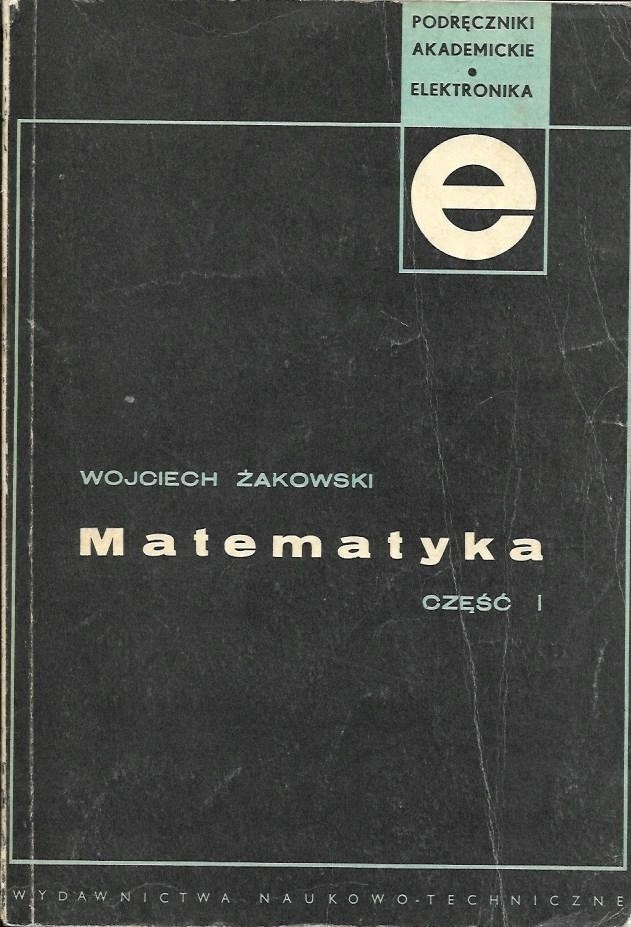 PODRĘCZNIKI
AKADEMICKIE
•
ELEKTRONIKA
e
WOJCIECH ŻAKOWSKI
Matematyka
CZĘŚĆ I
WYDAWNICTWA NAUKOWO-TECHNICZNE